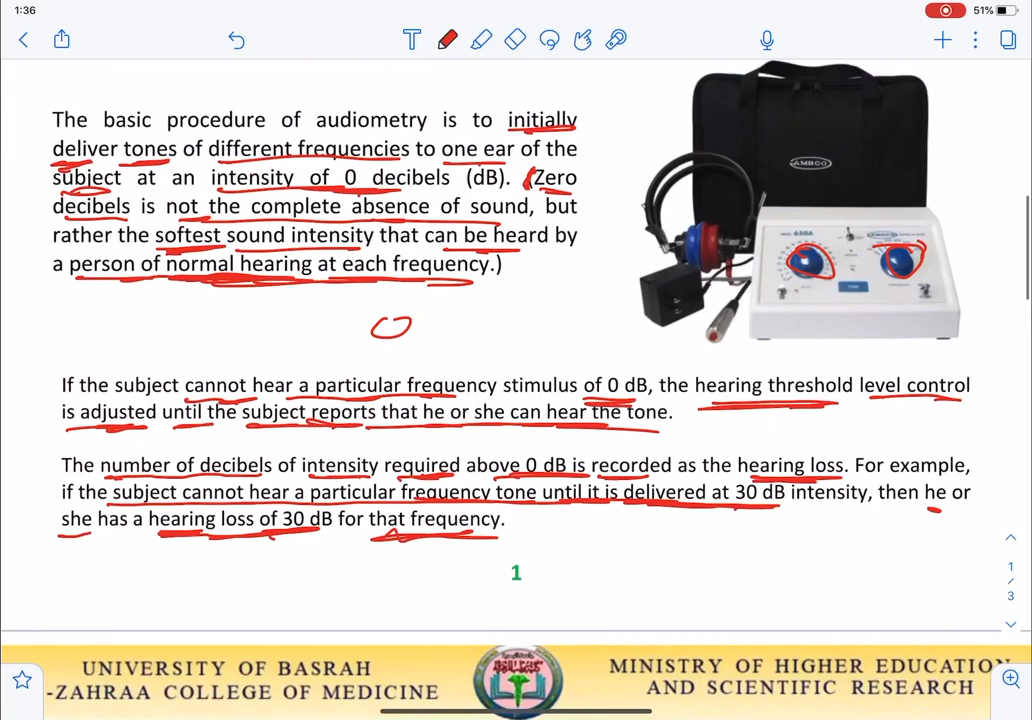 1:36
51%
The basic procedure of audiometry is to initially
deliver tones of different frequencies to one ear of the
subject at an intensity of 0 decibels (dB). (Zero
decibels is not the complete absence of sound, but
rather the softest sound intensity that can be heard by
a person of normal hearing at each frequency.)
AMBCO
650A
If the subject cannot hear a particular frequency stimulus of 0 dB, the hearing threshold level control
is adjusted until the subject reports that he or she can hear the tone.
The number of decibels of intensity required above 0 dB is recorded as the hearing loss. For example,
if the subject cannot hear a particular frequency tone until it is delivered at 30 dB intensity, then he or
she has a hearing loss of 30 dB for that frequency.
1
1
/
3
UNIVERSITY OF BASRAH
-ZAHRAA COLLEGE OF MEDICINE
MINISTRY OF HIGHER EDUCATION
AND SCIENTIFIC RESEARCH